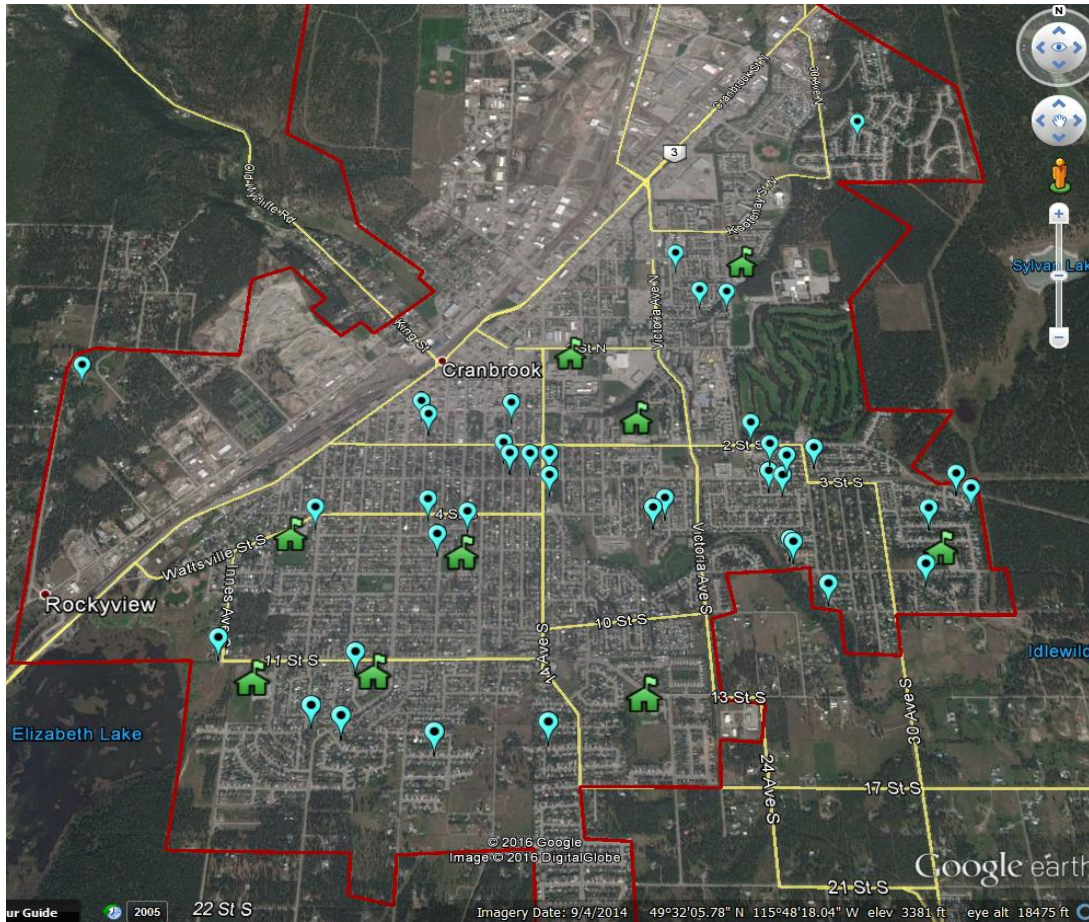 N
Cranbrook St N
30 Ave N
3
Old Wycliffe Rd
Kootenay St N
Sylvan Lak
Victoria Ave N
King St
St N
Cranbrook
2 St S
3 St S
4 St S
Wattsville St S
Innes Ave S
Victoria Ave S
Rockyview
10 St S
14 Ave S
11 St S
Idlewild
13 St S
30 Ave S
Elizabeth Lake
24 Ave S
17 St S
© 2016 Google
Image © 2016 DigitalGlobe
Google earth
21 St S
ur Guide
2005
22 St S
Imagery Date: 9/4/2014 49°32'05.78" N 115°48'18.04" W elev 3381 ft eye alt 18475 ft